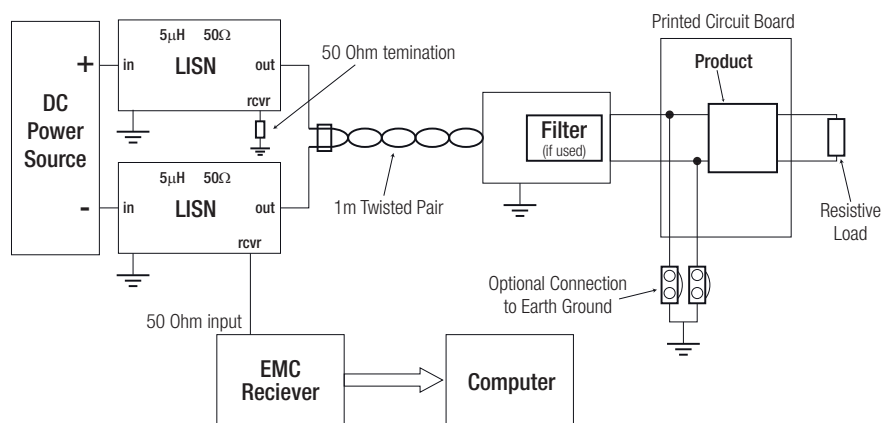 Printed Circuit Board
5μH 50Ω
LISN
in
out
rcvr
50 Ohm temination
+
DC
Power
Source
-
Product
Filter
(if used)
5μH 50Ω
LISN
in
out
rcvr
1m Twisted Pair
Resistive
Load
Optional Connection
to Earth Ground
50 Ohm input
EMC
Reciever
Computer